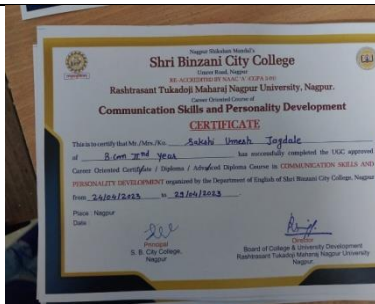 Nagpur Shikshan Mandal's
Shri Binzani City College
Umrer Road, Nagpur
RE-ACCREDITED BY NAAC 'A'
Rashtrasant Tukadoji Maharaj Nagpur University, Nagpur.
Career Oriented Course of
Communication Skills and Personality Development
CERTIFICATE
This is to certify that Mr./Mrs./Ku. Sakshi Umesh Jogdale
of B.com IInd year has successfully completed the UGC approved
Career Oriented Certificate / Diploma / Advanced Diploma Course in COMMUNICATION SKILLS AND
PERSONALITY DEVELOPMENT organized by the Department of English of Shri Binzani City College, Nagpur
from 24/04/2023 to 29/04/2023
Place : Nagpur
Date :
Principal
S. B. City College,
Nagpur
Director
Board of College & University Development
Rashtrasant Tukadoji Maharaj Nagpur University
Nagpur.